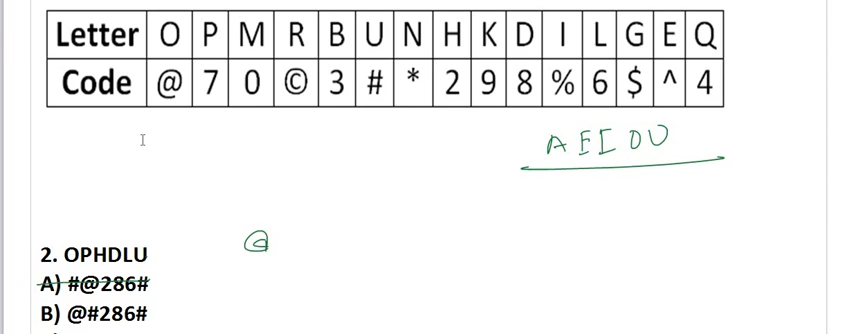 Letter O P M R B U N H K D I L G E Q
Code @ 7 0 © 3 # * 2 9 8 % 6 $ ^ 4
A E I O U
@
2. OPHDLU
A) #@286#
B) @#286#